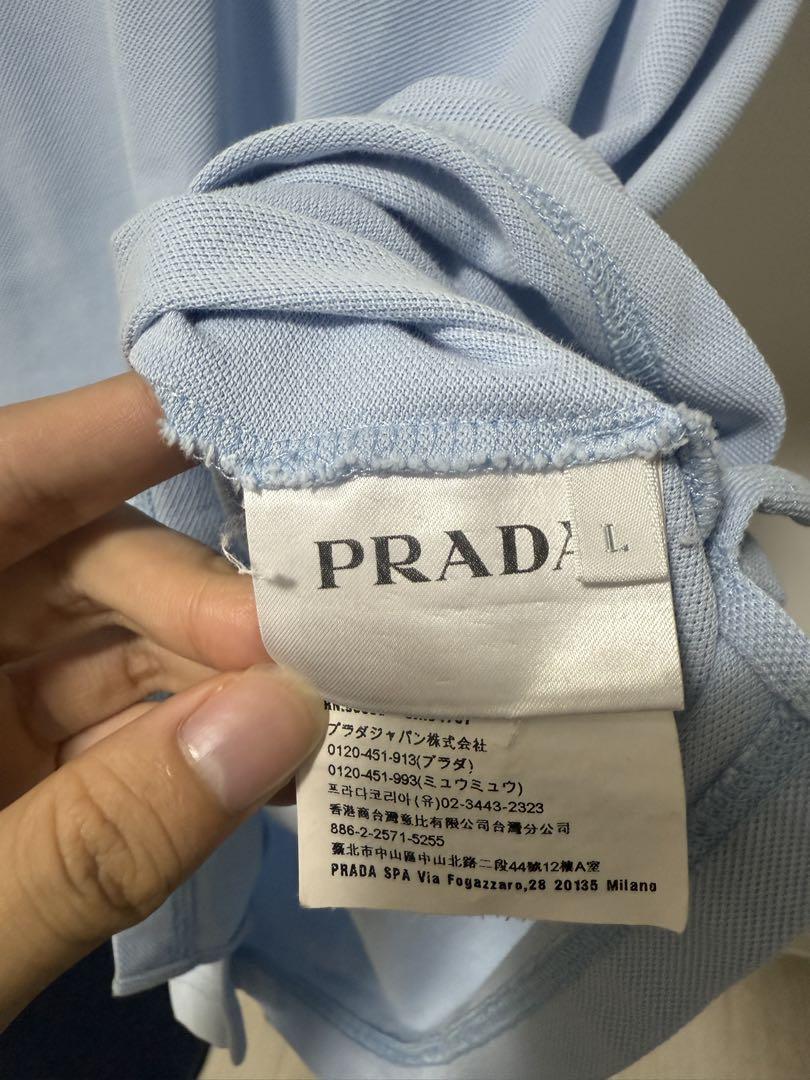 PRADA
L
プラダジャパン株式会社
0120-451-913(プラダ)
0120-451-993(ミュウミュウ)
프라다코리아(유)02-3443-2323
香港商台灣意比有限公司台灣分公司
886-2-2571-5255
臺北市中山區中山北路二段44號12樓A室
PRADA SPA Via Fogazzaro,28 20135 Milano